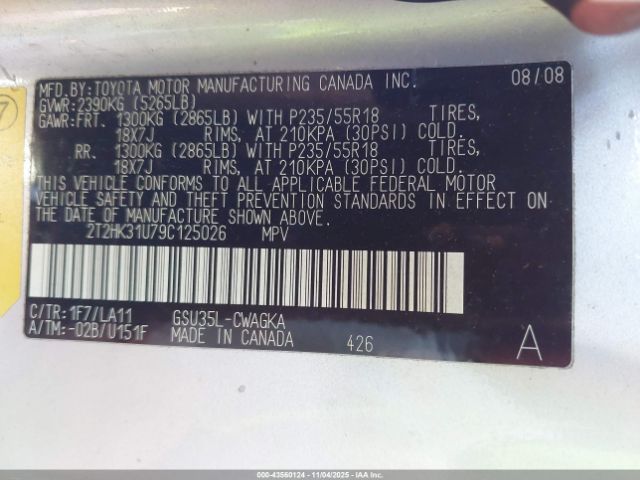 MFD.BY:TOYOTA MOTOR MANUFACTURING CANADA INC. 08/08
GVWR:2390KG (5265LB)
GAWR:FRT. 1300KG (2865LB) WITH P235/55R18 TIRES,
18X7J RIMS, AT 210KPA (30PSI) COLD.
RR. 1300KG (2865LB) WITH P235/55R18 TIRES,
18X7J RIMS, AT 210KPA (30PSI) COLD.
THIS VEHICLE CONFORMS TO ALL APPLICABLE FEDERAL MOTOR
VEHICLE SAFETY AND THEFT PREVENTION STANDARDS IN EFFECT ON
THE DATE OF MANUFACTURE SHOWN ABOVE.
2T2HK31U79C125026 MPV
C/TR:1F7/LA11 GSU35L-CWAGKA
A/TM:-02B/U151F MADE IN CANADA 426 A
000-43560124 - 11/04/2025 - IAAI Inc.